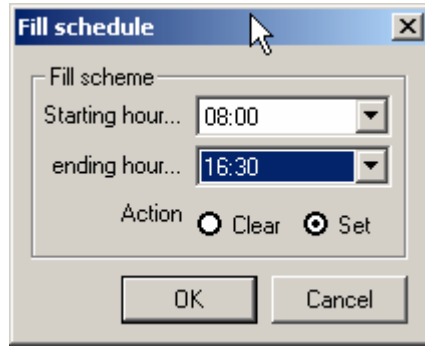 Fill schedule
Fill scheme
Starting hour... 08:00
ending hour... 16:30
Action Clear Set
OK Cancel